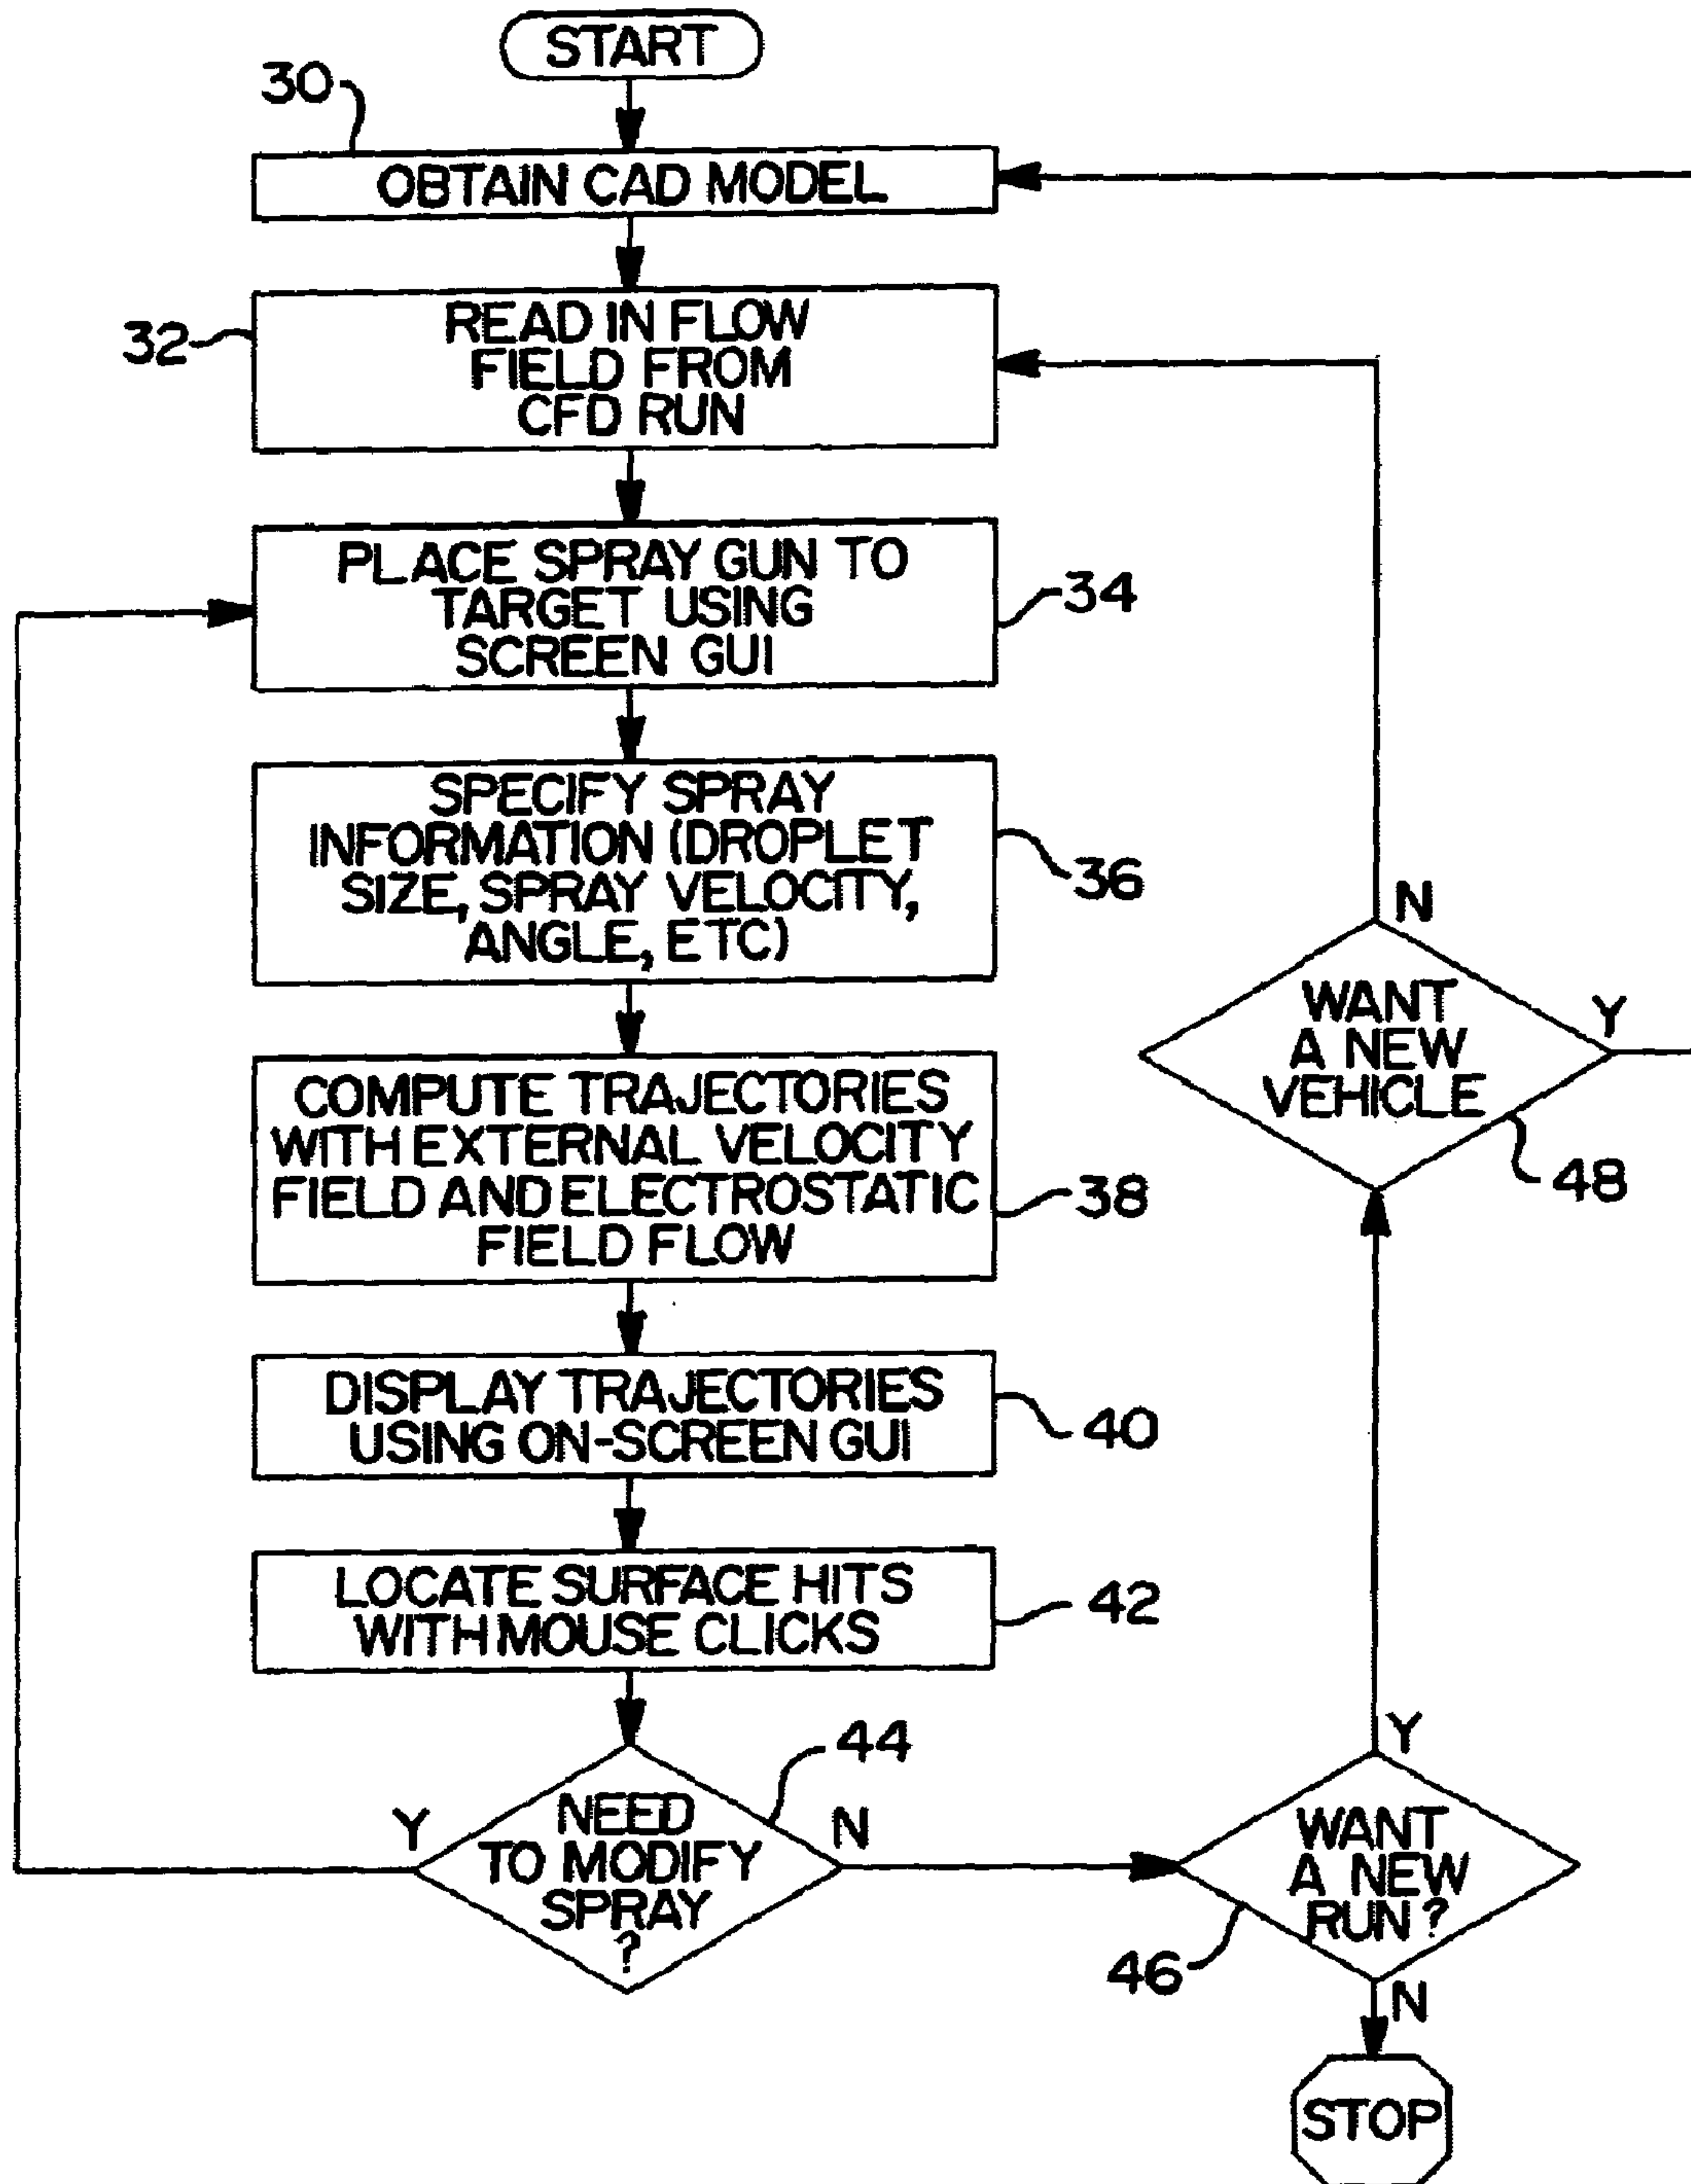 START
30
OBTAIN CAD MODEL
32
READ IN FLOW
FIELD FROM
CFD RUN
PLACE SPRAY GUN TO
TARGET USING
SCREEN GUI
34
SPECIFY SPRAY
INFORMATION (DROPLET
SIZE, SPRAY VELOCITY,
ANGLE, ETC)
36
COMPUTE TRAJECTORIES
WITH EXTERNAL VELOCITY
FIELD AND ELECTROSTATIC
FIELD FLOW
38
DISPLAY TRAJECTORIES
USING ON-SCREEN GUI
40
LOCATE SURFACE HITS
WITH MOUSE CLICKS
42
44
NEED
TO MODIFY
SPRAY
?
Y
N
WANT
A NEW
RUN?
46
Y
N
STOP
WANT
A NEW
VEHICLE
48
N
Y